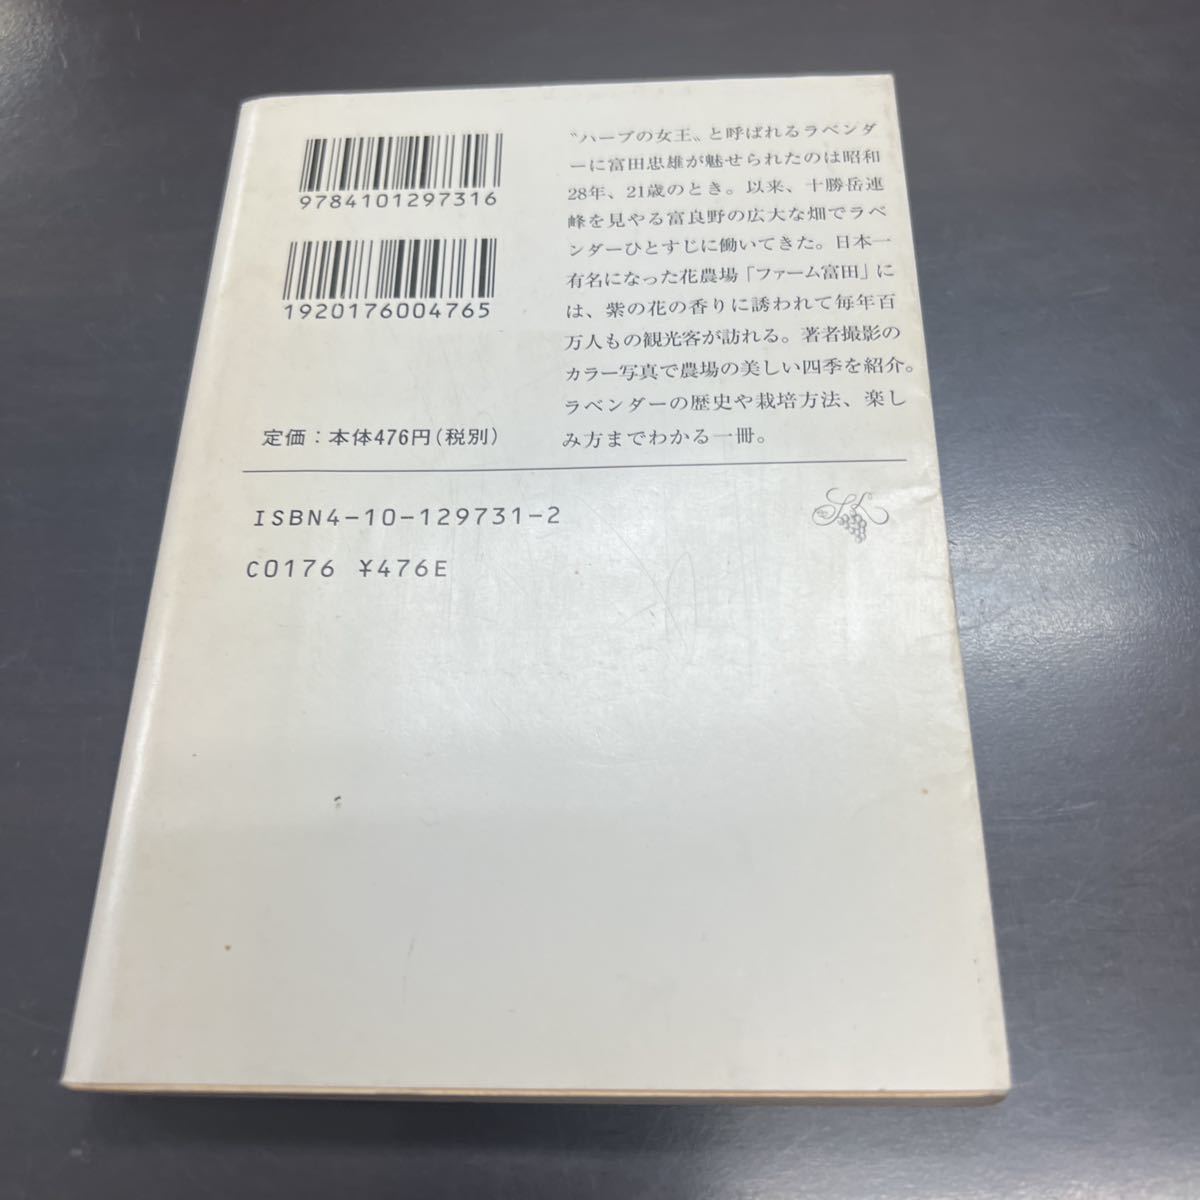 9784101297316
1920176004765
定価：本体476円（税別）
〝ハーブの女王〟と呼ばれるラベンダ
ーに富田忠雄が魅せられたのは昭和
28年、21歳のとき。以来、十勝岳連
峰を見やる富良野の広大な畑でラベ
ンダーひとすじに働いてきた。日本一
有名になった花農場「ファーム富田」に
は、紫の花の香りに誘われて毎年百
万人もの観光客が訪れる。著者撮影の
カラー写真で農場の美しい四季を紹介。
ラベンダーの歴史や栽培方法、楽し
み方までわかる一冊。
ISBN4-10-129731-2
C0176 ¥476E